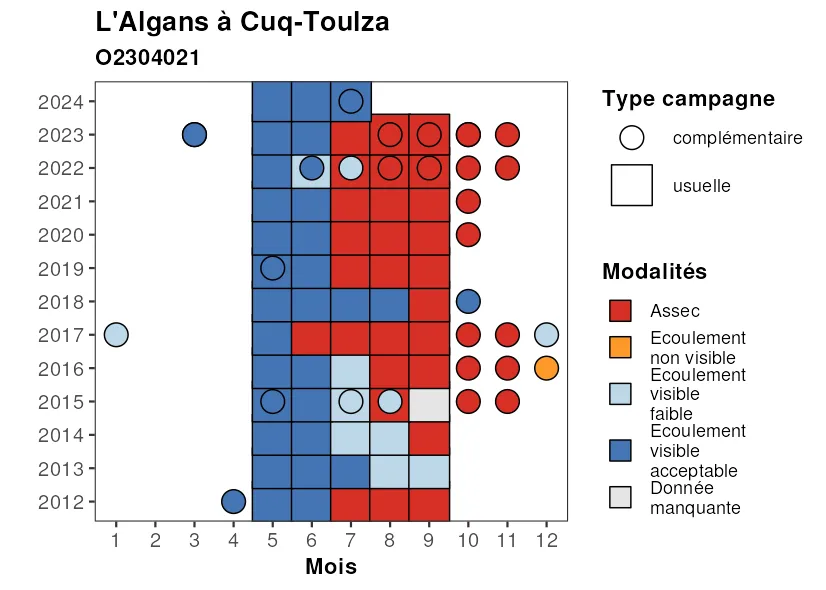 L'Algans à Cuq-Toulza
O2304021
2024
2023
2022
2021
2020
2019
2018
2017
2016
2015
2014
2013
2012
1 2 3 4 5 6 7 8 9 10 11 12
Mois
Type campagne
complémentaire
usuelle
Modalités
Assec
Ecoulement
non visible
Ecoulement
visible
faible
Ecoulement
visible
acceptable
Donnée
manquante